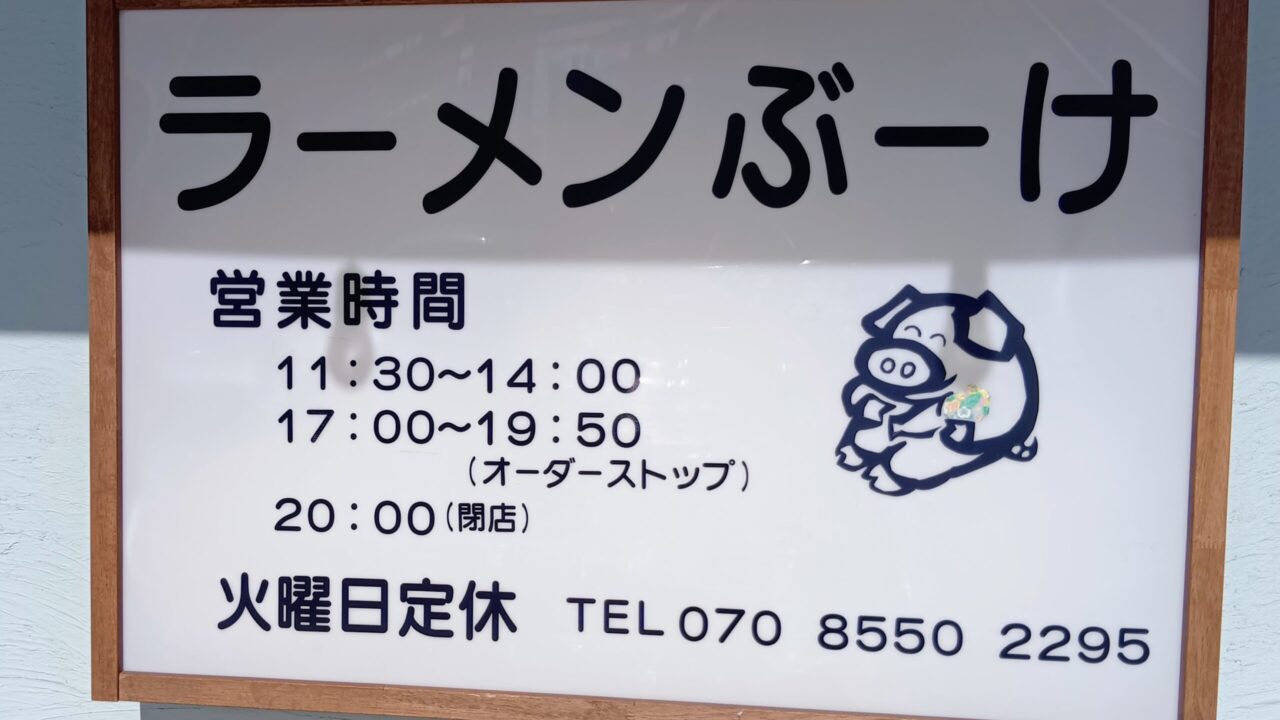 ラーメンぶーけ
営業時間
11：30～14：00
17：00～19：50
（オーダーストップ）
20：00（閉店）
火曜日定休 TEL 070 8550 2295